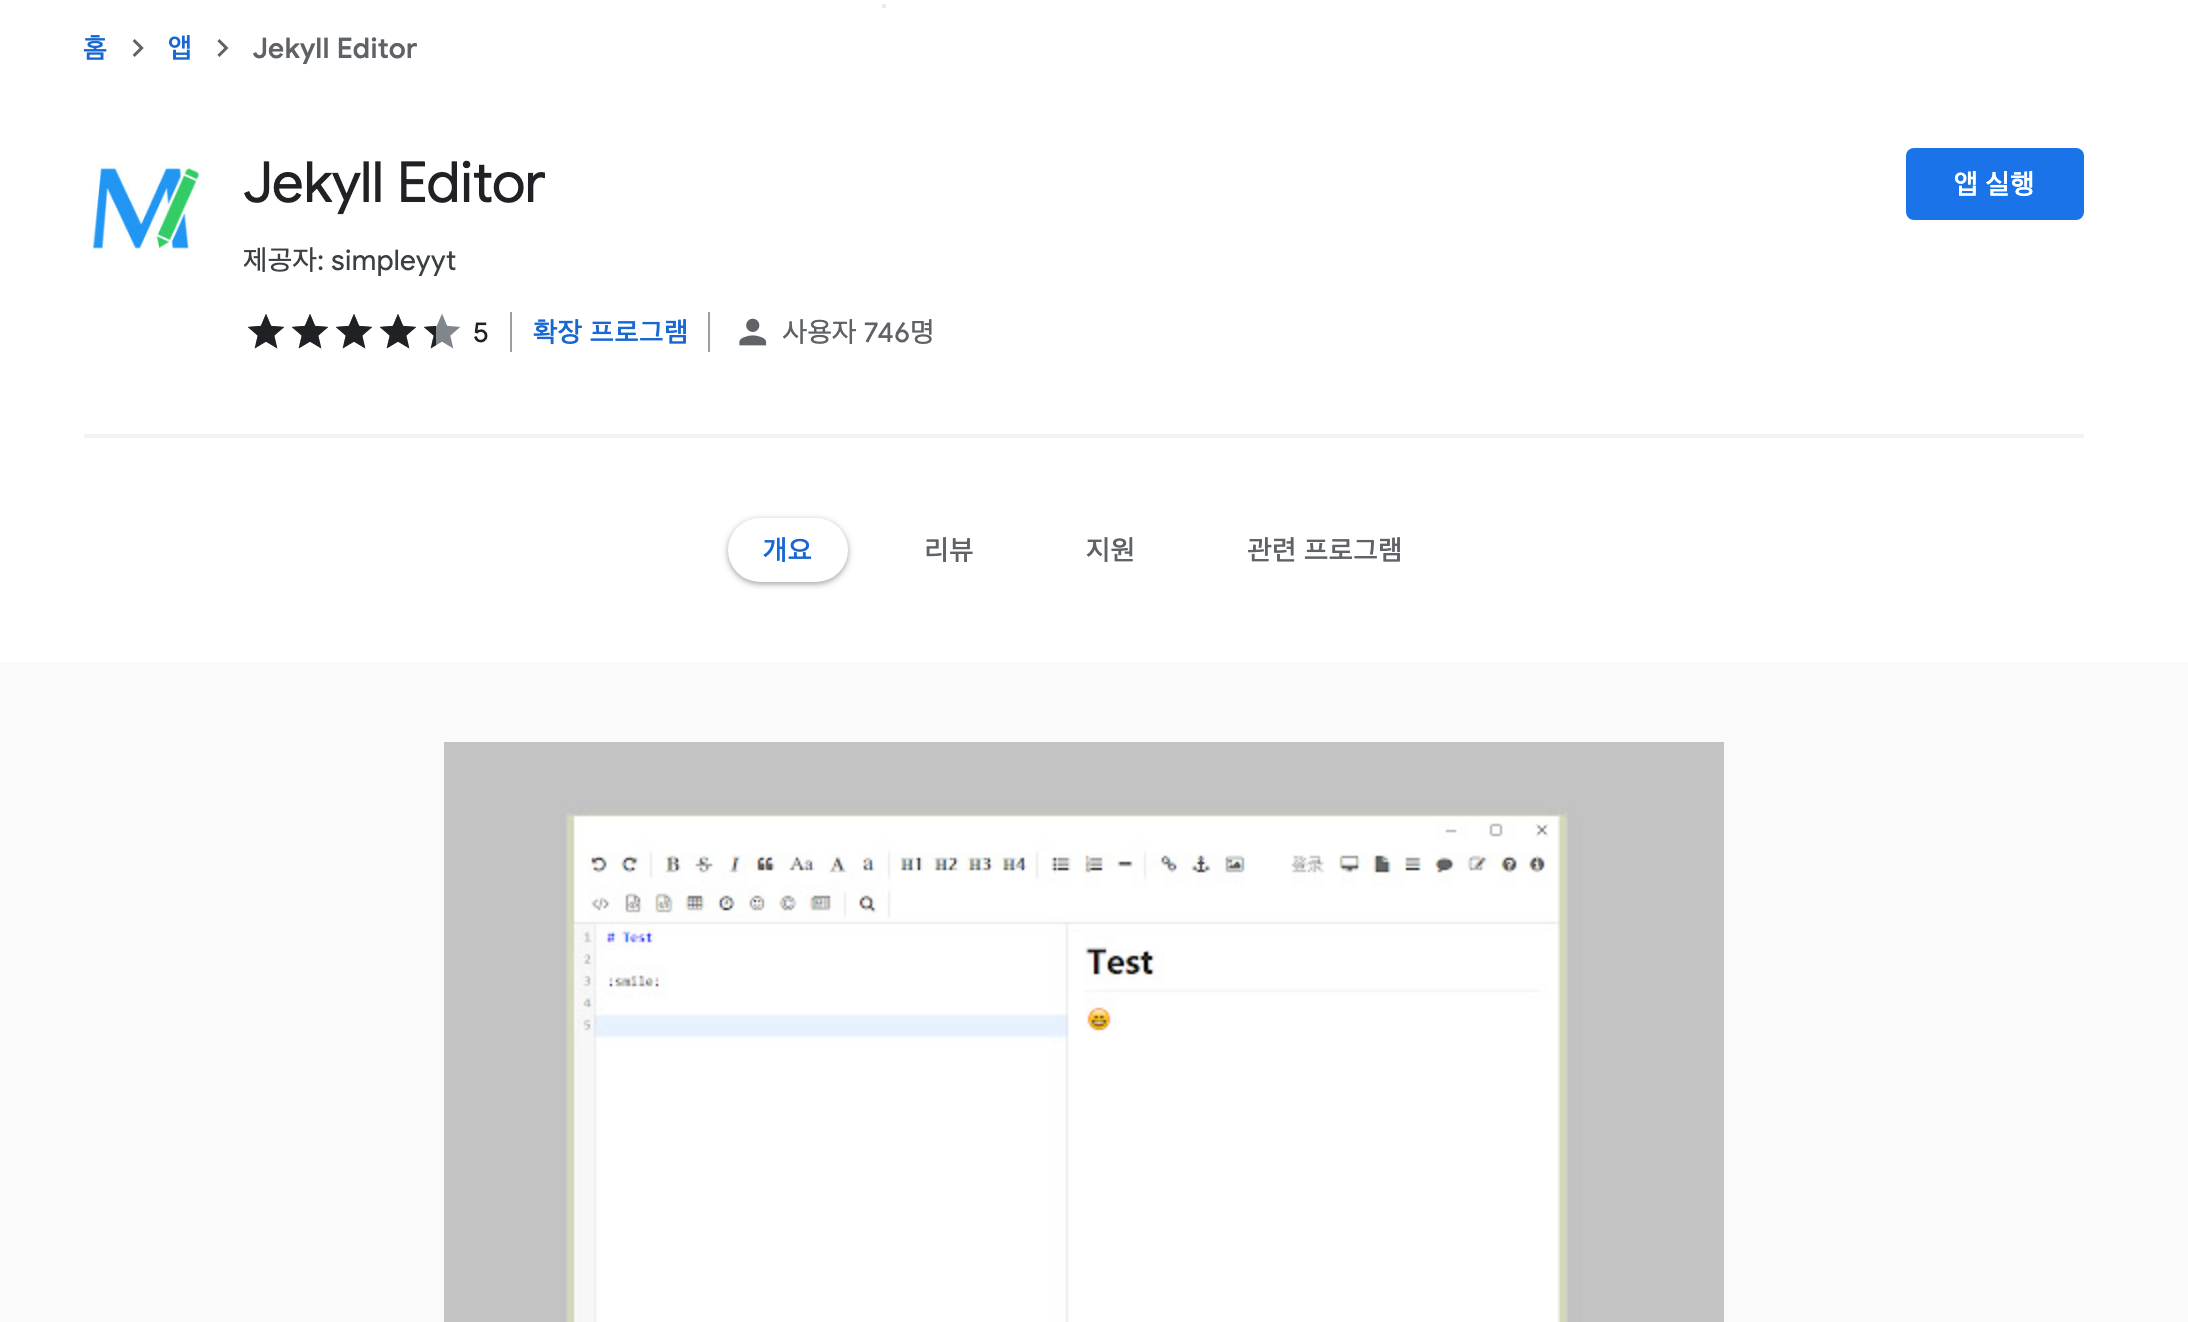 홈 > 앱 > Jekyll Editor
Jekyll Editor
앱 실행
제공자: simpleyyt
5 확장 프로그램 사용자 746명
개요 리뷰 지원 관련 프로그램
B S I Aa A a H1 H2 H3 H4 登录
1 # Test
2
3 :smile:
4
5
Test